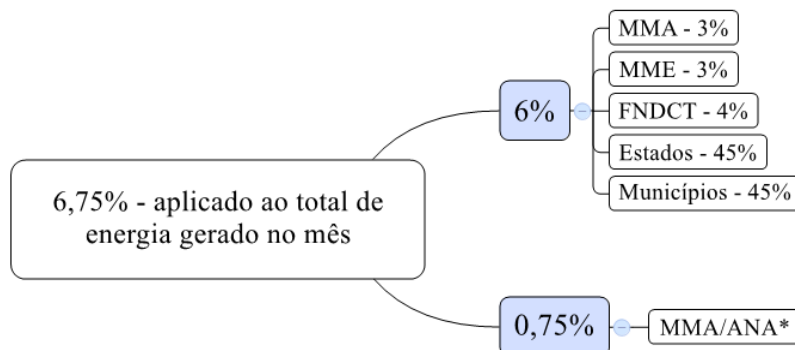 6,75% - aplicado ao total de
energia gerado no mês
6%
MMA - 3%
MME - 3%
FNDCT - 4%
Estados - 45%
Municípios - 45%
0,75%
MMA/ANA*